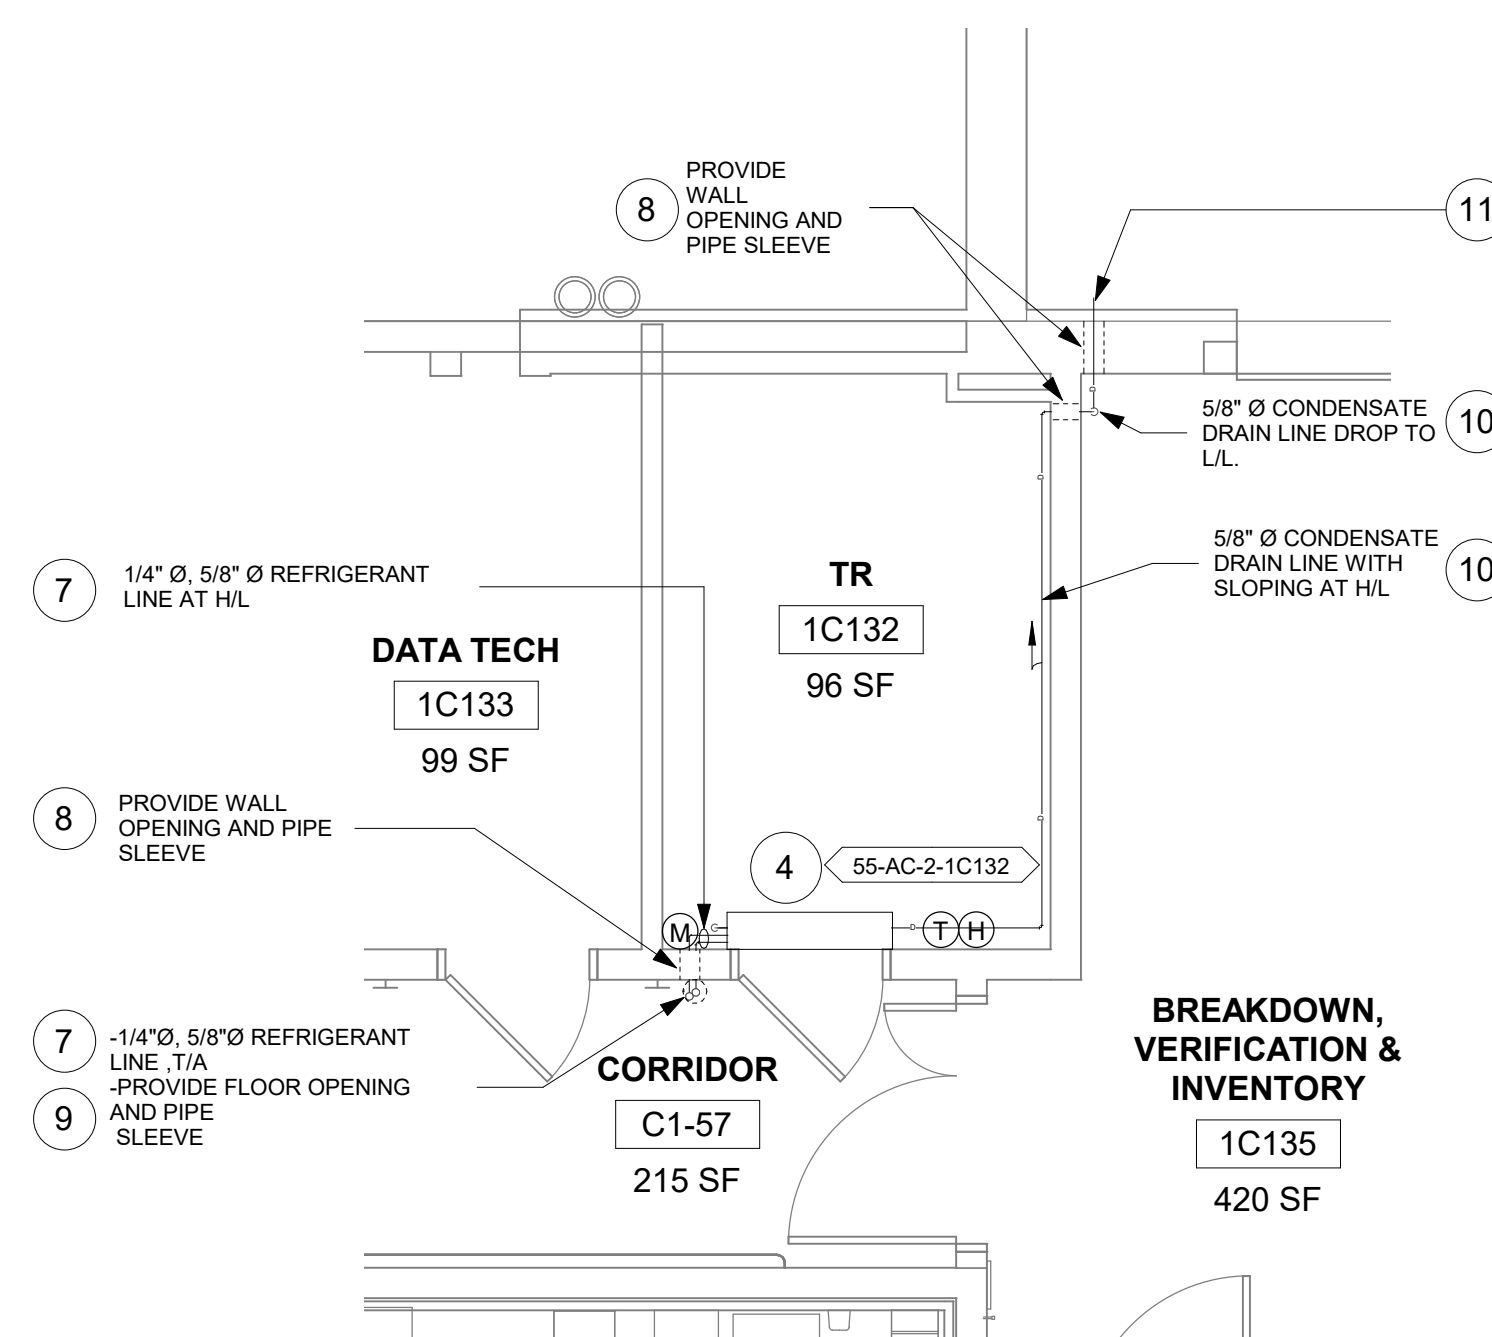 8
PROVIDE
WALL
OPENING AND
PIPE SLEEVE
11
5/8" Ø CONDENSATE
DRAIN LINE DROP TO
L/L.
10
5/8" Ø CONDENSATE
DRAIN LINE WITH
SLOPING AT H/L
10
7
1/4" Ø, 5/8" Ø REFRIGERANT
LINE AT H/L
TR
1C132
96 SF
DATA TECH
1C133
99 SF
8
PROVIDE WALL
OPENING AND PIPE
SLEEVE
4
55-AC-2-1C132
M
T
H
7
-1/4"Ø, 5/8"Ø REFRIGERANT
LINE ,T/A
9
-PROVIDE FLOOR OPENING
AND PIPE
SLEEVE
CORRIDOR
C1-57
215 SF
BREAKDOWN,
VERIFICATION &
INVENTORY
1C135
420 SF